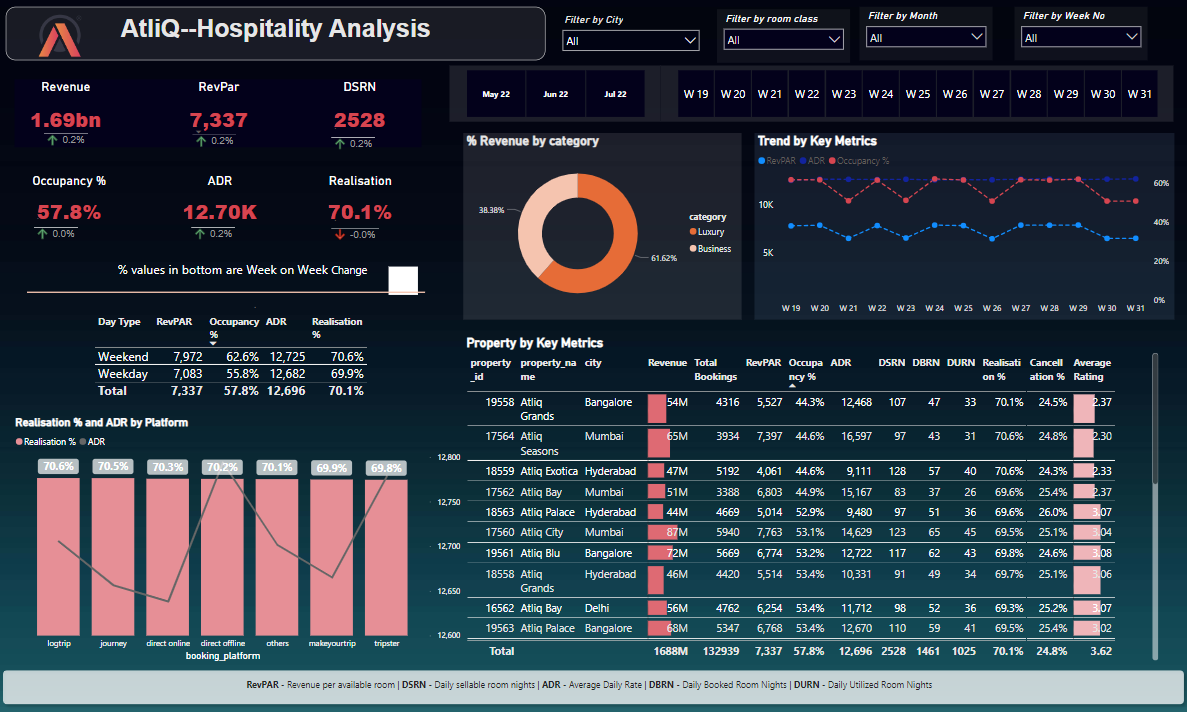 AtliQ--Hospitality Analysis
Filter by City
All
Filter by room class
All
Filter by Month
All
Filter by Week No
All
May 22 Jun 22 Jul 22
W 19 W 20 W 21 W 22 W 23 W 24 W 25 W 26 W 27 W 28 W 29 W 30 W 31
Revenue RevPar DSRN
1.69bn 7,337 2528
0.2% 0.2% 0.2%
Occupancy % ADR Realisation
57.8% 12.70K 70.1%
0.0% 0.2% -0.0%
% values in bottom are Week on Week Change
Day Type RevPAR Occupancy % ADR Realisation %
Weekend 7,972 62.6% 12,725 70.6%
Weekday 7,083 55.8% 12,682 69.9%
Total 7,337 57.8% 12,696 70.1%
Realisation % and ADR by Platform
Realisation % ADR
70.6% 70.5% 70.3% 70.2% 70.1% 69.9% 69.8%
12,800
12,750
12,700
12,650
12,600
logtrip journey direct online direct offline others makeyourtrip tripster
booking_platform
% Revenue by category
38.38%
61.62%
category
Luxury
Business
Trend by Key Metrics
RevPAR ADR Occupancy %
10K
5K
60%
40%
20%
0%
W 19 W 20 W 21 W 22 W 23 W 24 W 25 W 26 W 27 W 28 W 29 W 30 W 31
Property by Key Metrics
property_id property_name city Revenue Total Bookings RevPAR Occupancy % ADR DSRN DBRN DURN Realisation % Cancellation % Average Rating
19558 Atliq Grands Bangalore 54M 4316 5,527 44.3% 12,468 107 47 33 70.1% 24.5% 2.37
17564 Atliq Seasons Mumbai 65M 3934 7,397 44.6% 16,597 97 43 31 70.6% 24.8% 2.30
18559 Atliq Exotica Hyderabad 47M 5192 4,061 44.6% 9,111 128 57 40 70.6% 24.3% 2.33
17562 Atliq Bay Mumbai 51M 3388 6,803 44.9% 15,167 83 37 26 69.6% 25.4% 2.37
18563 Atliq Palace Hyderabad 44M 4669 5,014 52.9% 9,480 97 51 36 69.6% 26.0% 3.07
17560 Atliq City Mumbai 87M 5940 7,763 53.1% 14,629 123 65 45 69.5% 25.1% 3.04
19561 Atliq Blu Bangalore 72M 5669 6,774 53.2% 12,722 117 62 43 69.8% 24.6% 3.08
18558 Atliq Grands Hyderabad 46M 4420 5,514 53.4% 10,331 91 49 34 69.7% 25.1% 3.06
16562 Atliq Bay Delhi 56M 4762 6,254 53.4% 11,712 98 52 36 69.3% 25.2% 3.07
19563 Atliq Palace Bangalore 68M 5347 6,768 53.4% 12,670 110 59 41 69.5% 25.4% 3.02
Total 1688M 132939 7,337 57.8% 12,696 2528 1461 1025 70.1% 24.8% 3.62
RevPAR - Revenue per available room | DSRN - Daily sellable room nights | ADR - Average Daily Rate | DBRN - Daily Booked Room Nights | DURN - Daily Utilized Room Nights